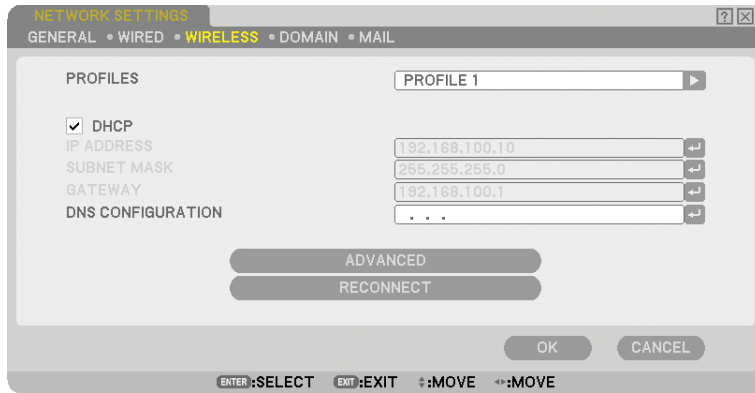 NETWORK SETTINGS
GENERAL • WIRED • WIRELESS • DOMAIN • MAIL
PROFILES PROFILE 1
DHCP
IP ADDRESS 192.168.100.10
SUBNET MASK 255.255.255.0
GATEWAY 192.168.100.1
DNS CONFIGURATION . . .
ADVANCED
RECONNECT
OK CANCEL
ENTER :SELECT EXIT :EXIT :MOVE :MOVE